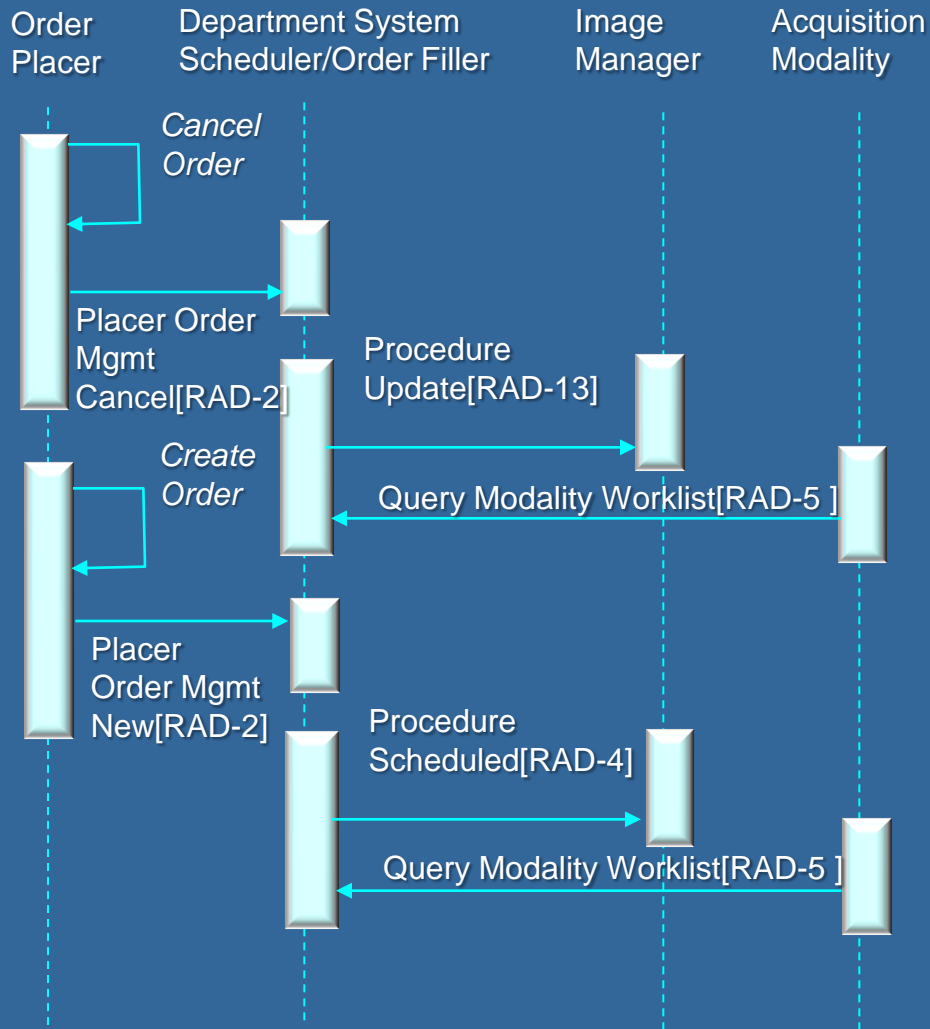 Order
Placer
Department System
Scheduler/Order Filler
Image
Manager
Acquisition
Modality
Cancel
Order
Placer Order
Mgmt
Cancel[RAD-2]
Procedure
Update[RAD-13]
Create
Order
Query Modality Worklist[RAD-5 ]
Placer
Order Mgmt
New[RAD-2]
Procedure
Scheduled[RAD-4]
Query Modality Worklist[RAD-5 ]